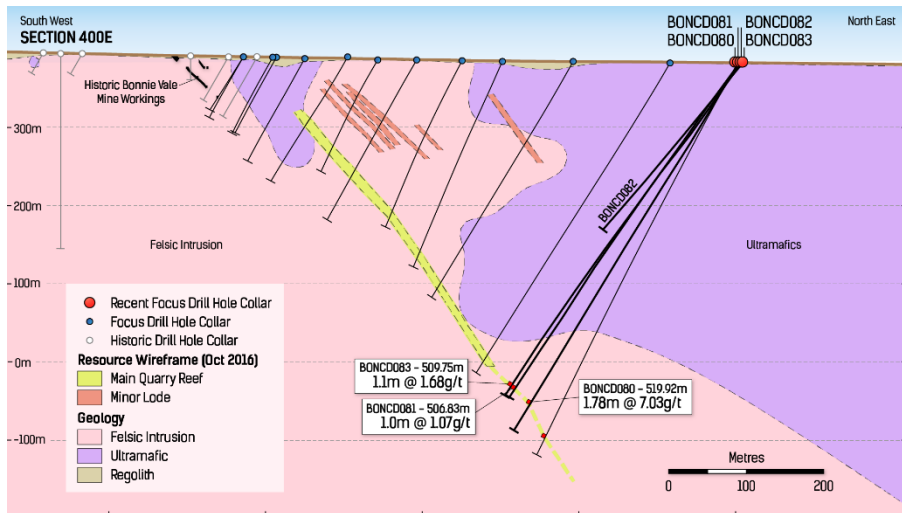 South West
SECTION 400E
BONCD081 BONCD082
BONCD080 BONCD083
North East
Historic Bonnie Vale
Mine Workings
300m
200m
100m
0m
-100m
BONCD082
Felsic Intrusion
Ultramafics
Recent Focus Drill Hole Collar
Focus Drill Hole Collar
Historic Drill Hole Collar
Resource Wireframe (Oct 2016)
Main Quarry Reef
Minor Lode
Geology
Felsic Intrusion
Ultramafic
Regolith
BONCD083 - 509.75m
1.1m @ 1.68g/t
BONCD081 - 506.83m
1.0m @ 1.07g/t
BONCD080 - 519.92m
1.78m @ 7.03g/t
Metres
0 100 200